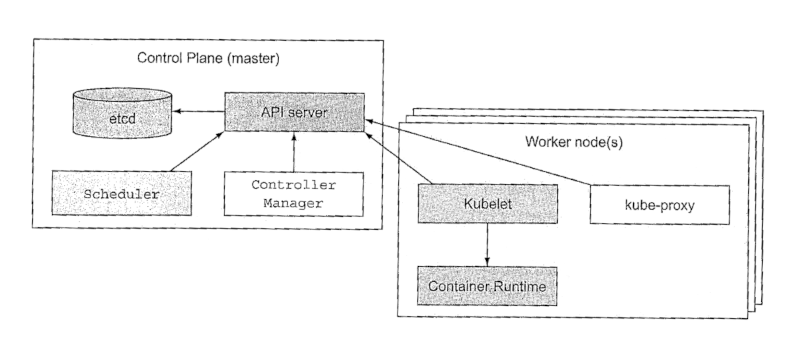 Control Plane (master)
etcd
API server
Scheduler
Controller
Manager
Worker node(s)
Kubelet
kube-proxy
Container Runtime